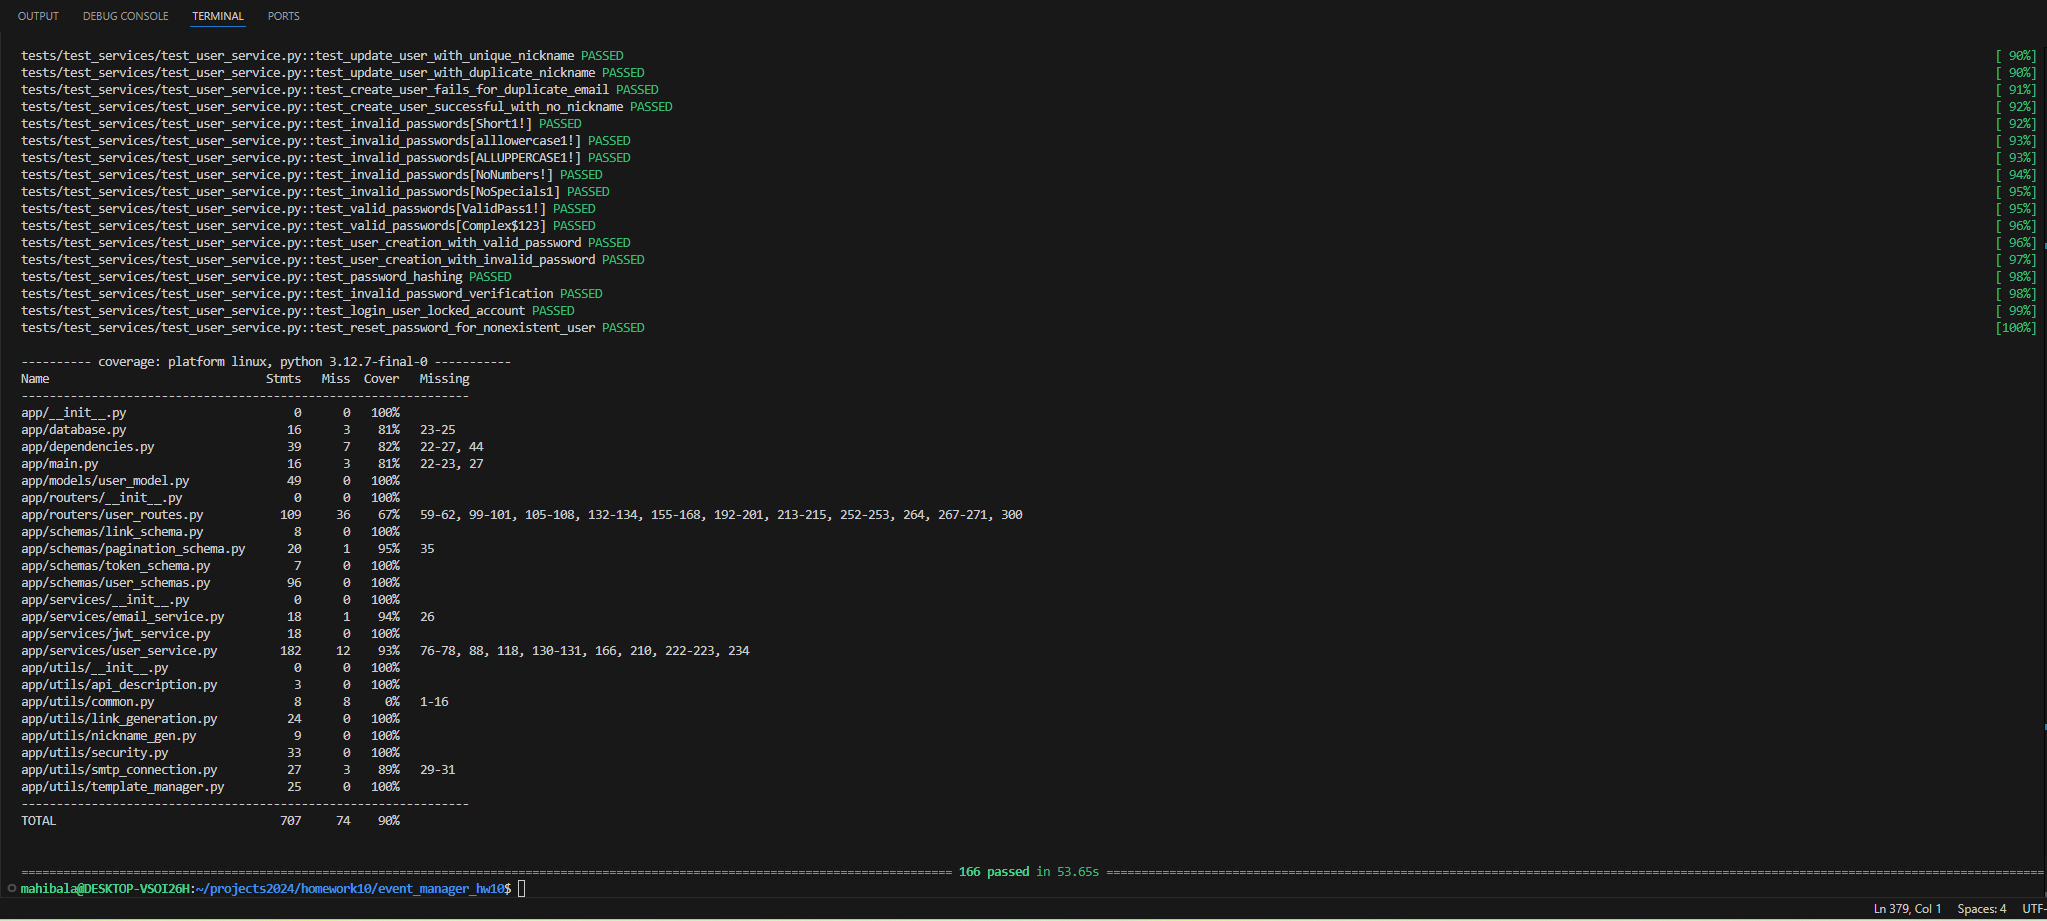 OUTPUT DEBUG CONSOLE TERMINAL PORTS
tests/test_services/test_user_service.py::test_update_user_with_unique_nickname PASSED [ 90%]
tests/test_services/test_user_service.py::test_update_user_with_duplicate_nickname PASSED [ 90%]
tests/test_services/test_user_service.py::test_create_user_fails_for_duplicate_email PASSED [ 91%]
tests/test_services/test_user_service.py::test_create_user_successful_with_no_nickname PASSED [ 92%]
tests/test_services/test_user_service.py::test_invalid_passwords[Short1!] PASSED [ 92%]
tests/test_services/test_user_service.py::test_invalid_passwords[alllowercase1!] PASSED [ 93%]
tests/test_services/test_user_service.py::test_invalid_passwords[ALLUPPERCASE1!] PASSED [ 93%]
tests/test_services/test_user_service.py::test_invalid_passwords[NoNumbers!] PASSED [ 94%]
tests/test_services/test_user_service.py::test_invalid_passwords[NoSpecials1] PASSED [ 95%]
tests/test_services/test_user_service.py::test_valid_passwords[ValidPass1!] PASSED [ 95%]
tests/test_services/test_user_service.py::test_valid_passwords[Complex$123] PASSED [ 96%]
tests/test_services/test_user_service.py::test_user_creation_with_valid_password PASSED [ 96%]
tests/test_services/test_user_service.py::test_user_creation_with_invalid_password PASSED [ 97%]
tests/test_services/test_user_service.py::test_password_hashing PASSED [ 98%]
tests/test_services/test_user_service.py::test_invalid_password_verification PASSED [ 98%]
tests/test_services/test_user_service.py::test_login_user_locked_account PASSED [ 99%]
tests/test_services/test_user_service.py::test_reset_password_for_nonexistent_user PASSED [100%]
---------- coverage: platform linux, python 3.12.7-final-0 -----------
Name Stmts Miss Cover Missing
----------------------------------------------------------------
app/__init__.py 0 0 100%
app/database.py 16 3 81% 23-25
app/dependencies.py 39 7 82% 22-27, 44
app/main.py 16 3 81% 22-23, 27
app/models/user_model.py 49 0 100%
app/routers/__init__.py 0 0 100%
app/routers/user_routes.py 109 36 67% 59-62, 99-101, 105-108, 132-134, 155-168, 192-201, 213-215, 252-253, 264, 267-271, 300
app/schemas/link_schema.py 8 0 100%
app/schemas/pagination_schema.py 20 1 95% 35
app/schemas/token_schema.py 7 0 100%
app/schemas/user_schemas.py 96 0 100%
app/services/__init__.py 0 0 100%
app/services/email_service.py 18 1 94% 26
app/services/jwt_service.py 18 0 100%
app/services/user_service.py 182 12 93% 76-78, 88, 118, 130-131, 166, 210, 222-223, 234
app/utils/__init__.py 0 0 100%
app/utils/api_description.py 3 0 100%
app/utils/common.py 8 8 0% 1-16
app/utils/link_generation.py 24 0 100%
app/utils/nickname_gen.py 9 0 100%
app/utils/security.py 33 0 100%
app/utils/smtp_connection.py 27 3 89% 29-31
app/utils/template_manager.py 25 0 100%
----------------------------------------------------------------
TOTAL 707 74 90%
166 passed in 53.65s
mahibala@DESKTOP-VSOI26H:~/projects2024/homework10/event_manager_hw10$
Ln 379, Col 1 Spaces: 4 UTF-